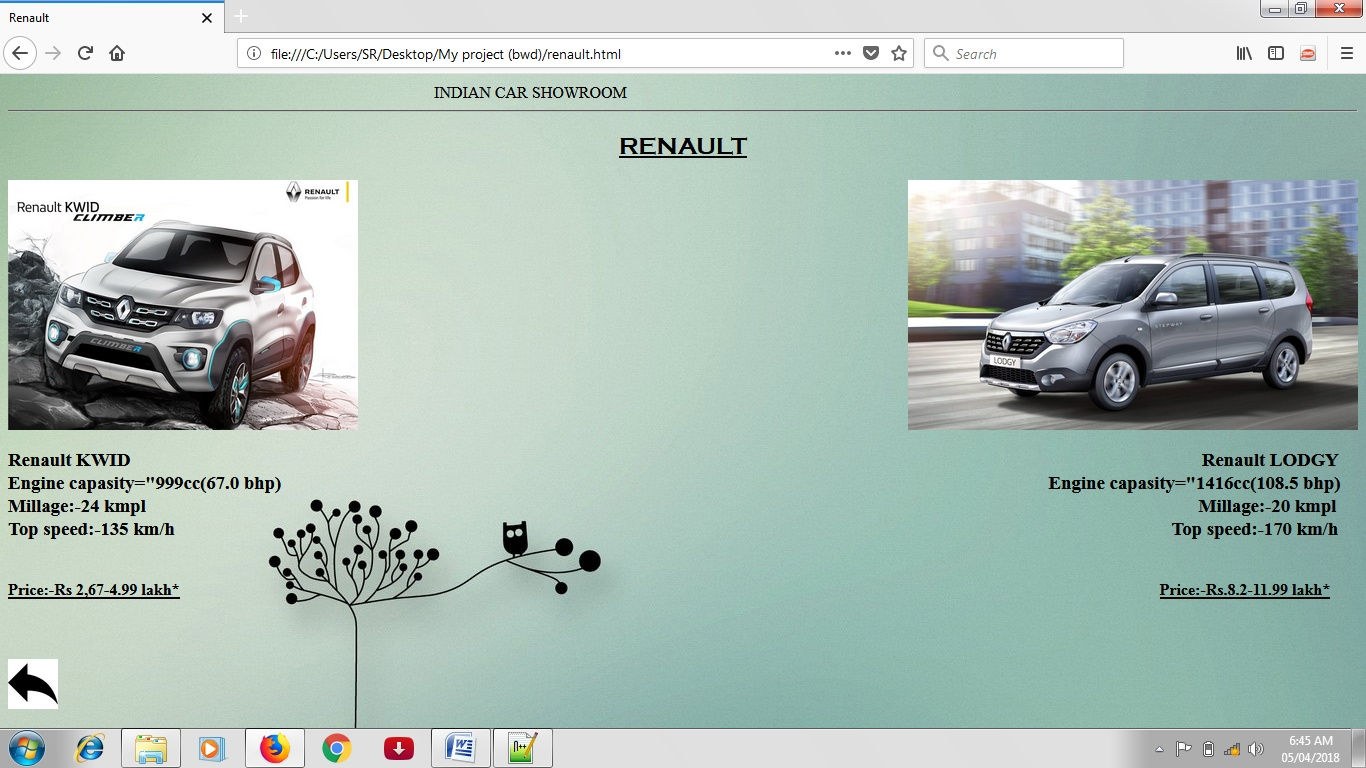 Renault
file:///C:/Users/SR/Desktop/My project (bwd)/renault.html
Search
INDIAN CAR SHOWROOM
RENAULT
RENAULT
Passion for life
Renault KWID
CLIMBER
CLIMBER
STEPWAY
LODGY
Renault KWID
Engine capasity="999cc(67.0 bhp)
Millage:-24 kmpl
Top speed:-135 km/h
Price:-Rs 2,67-4.99 lakh*
Renault LODGY
Engine capasity="1416cc(108.5 bhp)
Millage:-20 kmpl
Top speed:-170 km/h
Price:-Rs.8.2-11.99 lakh*
6:45 AM
05/04/2018